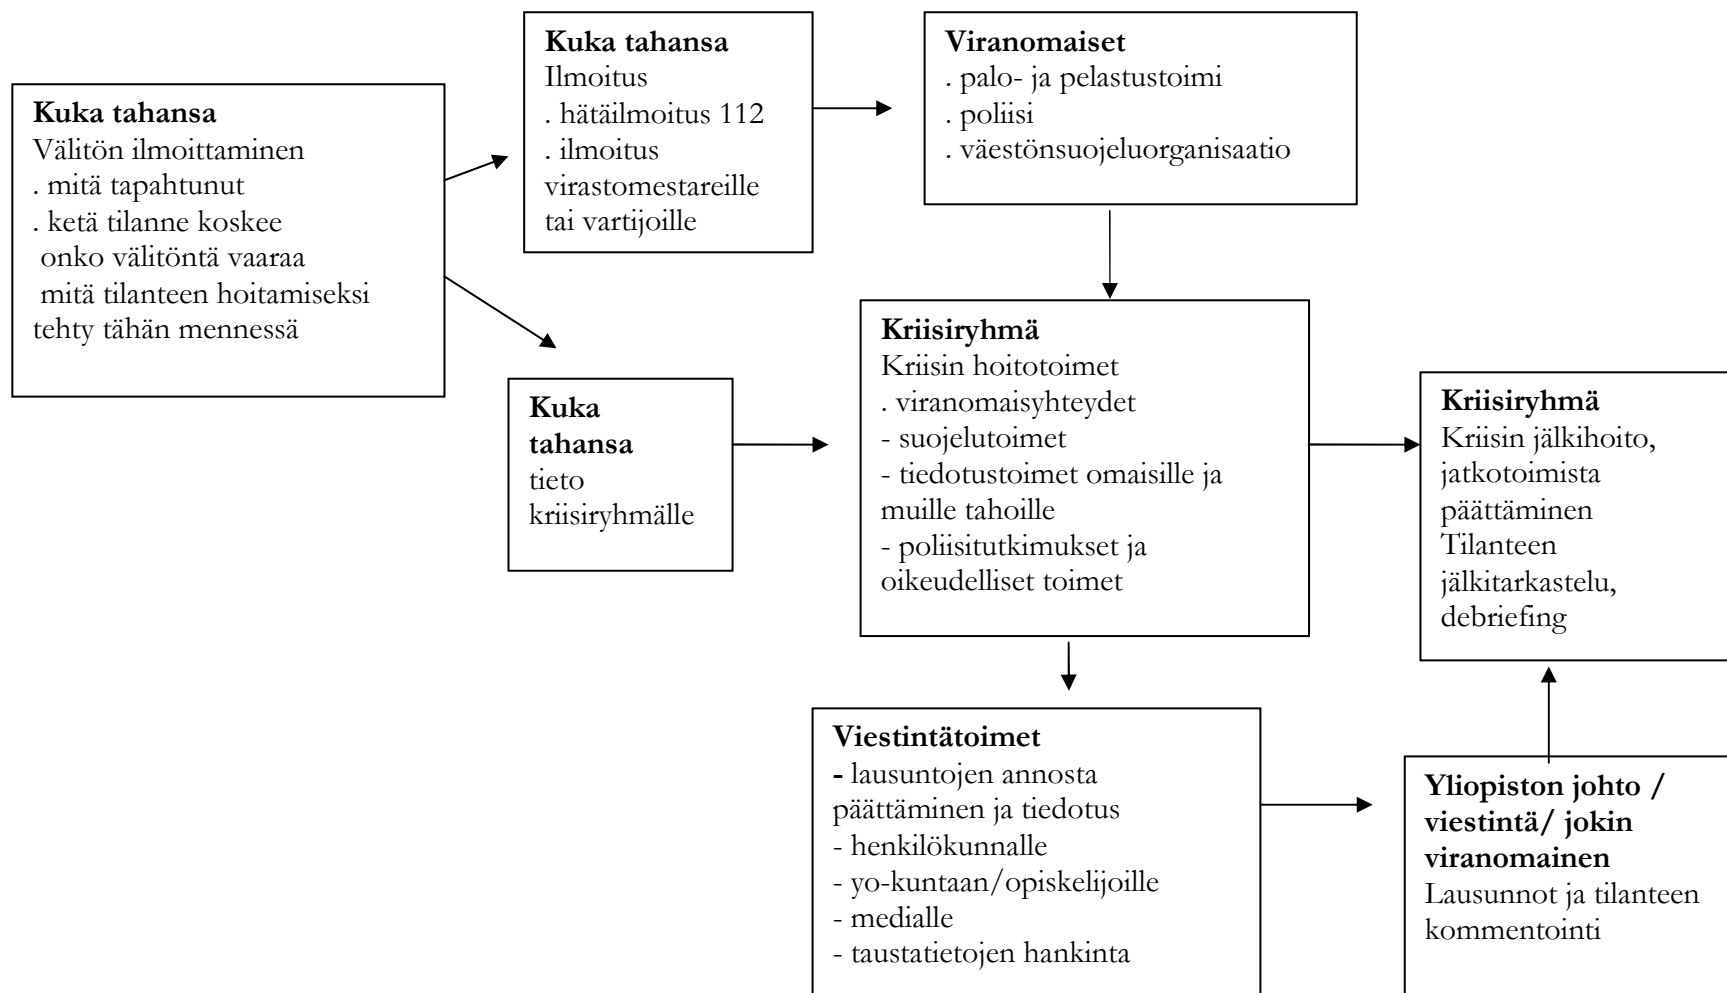 Kuka tahansa
Välitön ilmoittaminen
. mitä tapahtunut
. ketä tilanne koskee
onko välitöntä vaaraa
mitä tilanteen hoitamiseksi
tehty tähän mennessä
Kuka tahansa
Ilmoitus
. hätäilmoitus 112
. ilmoitus
virastomestareille
tai vartijoille
Viranomaiset
. palo- ja pelastustoimi
. poliisi
. väestönsuojeluorganisaatio
Kuka
tahansa
tieto
kriisiryhmälle
Kriisiryhmä
Kriisin hoitotoimet
. viranomaisyhteydet
- suojelutoimet
- tiedotustoimet omaisille ja
muille tahoille
- poliisitutkimukset ja
oikeudelliset toimet
Kriisiryhmä
Kriisin jälkihoito,
jatkotoimista
päättäminen
Tilanteen
jälkitarkastelu,
debriefing
Viestintätoimet
- lausuntojen annosta
päättäminen ja tiedotus
- henkilökunnalle
- yo-kuntaan/opiskelijoille
- medialle
- taustatietojen hankinta
Yliopiston johto /
viestintä/ jokin
viranomainen
Lausunnot ja tilanteen
kommentointi